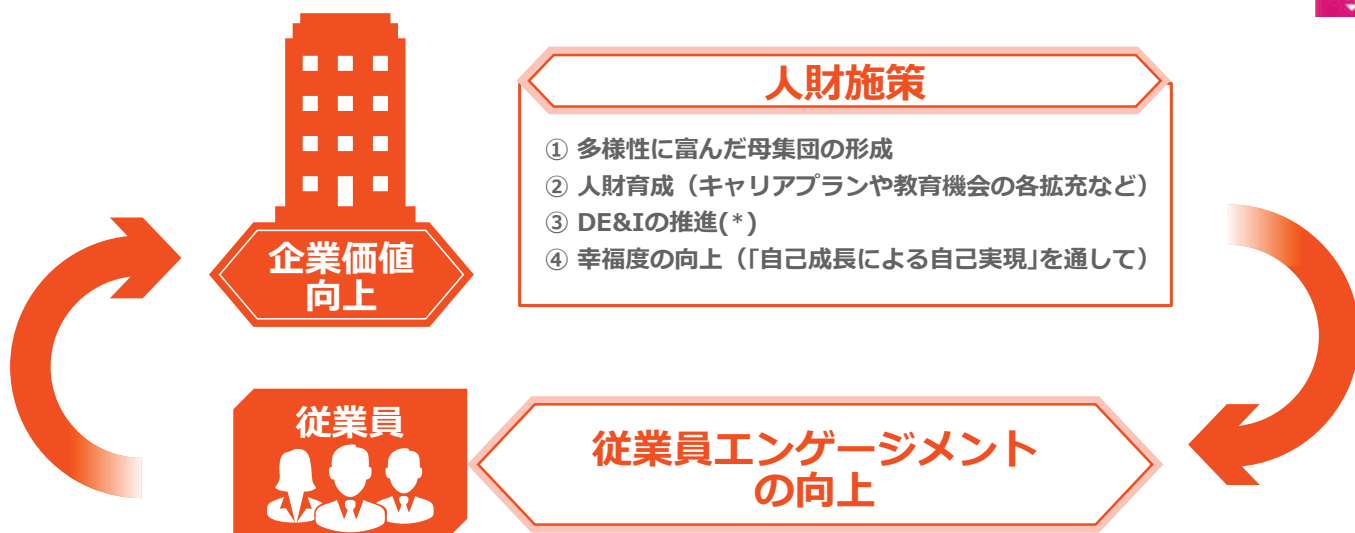 人財施策
① 多様性に富んだ母集団の形成
② 人財育成（キャリアプランや教育機会の各拡充など）
③ DE&Iの推進(*)
④ 幸福度の向上（｢自己成長による自己実現｣を通して）
企業価値
向上
従業員
従業員エンゲージメント
の向上